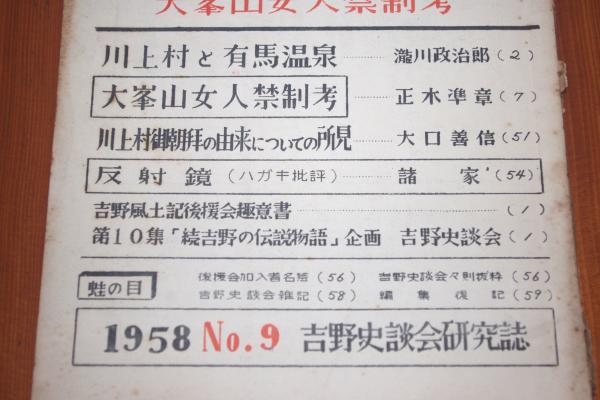 大峯山女人禁制考
川上村と有馬温泉 瀧川政治郎(2)
大峯山女人禁制考 正木準章(7)
川上村御朝拝の由来についての所見 大口善信(51)
反射鏡(ハガキ批評) 諸家(54)
吉野風土記後援会趣意書 (1)
第10集「続吉野の伝説物語」企画 吉野史談会(1)
蛙の目
後援会加入者名簿(56) 吉野史談会々則抜粋(56)
吉野史談会雑記(58) 編集後記(59)
1958 No.9 吉野史談会研究誌